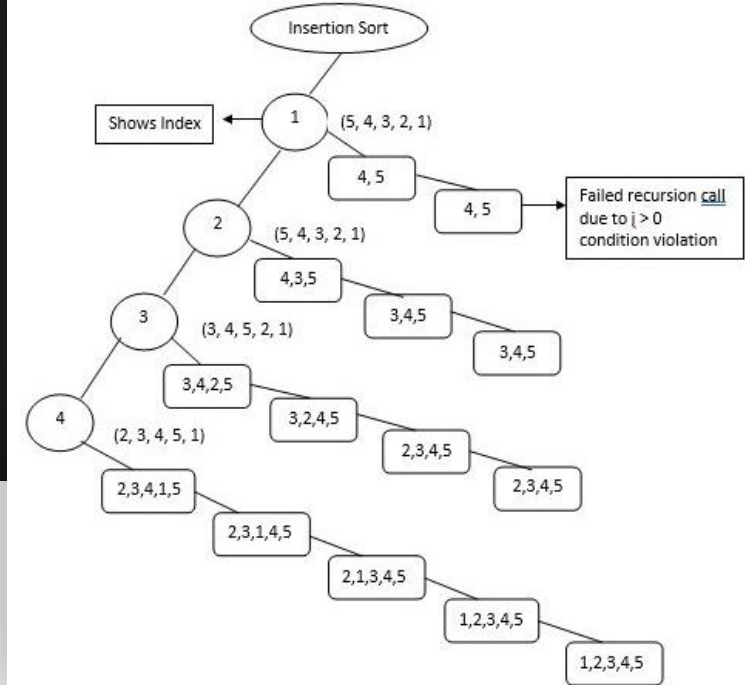 Insertion Sort
Shows Index
1
(5, 4, 3, 2, 1)
4, 5
4, 5
Failed recursion call
due to i > 0
condition violation
2
(5, 4, 3, 2, 1)
4,3,5
3,4,5
3,4,5
3
(3, 4, 5, 2, 1)
3,4,2,5
3,2,4,5
2,3,4,5
2,3,4,5
4
(2, 3, 4, 5, 1)
2,3,4,1,5
2,3,1,4,5
2,1,3,4,5
1,2,3,4,5
1,2,3,4,5